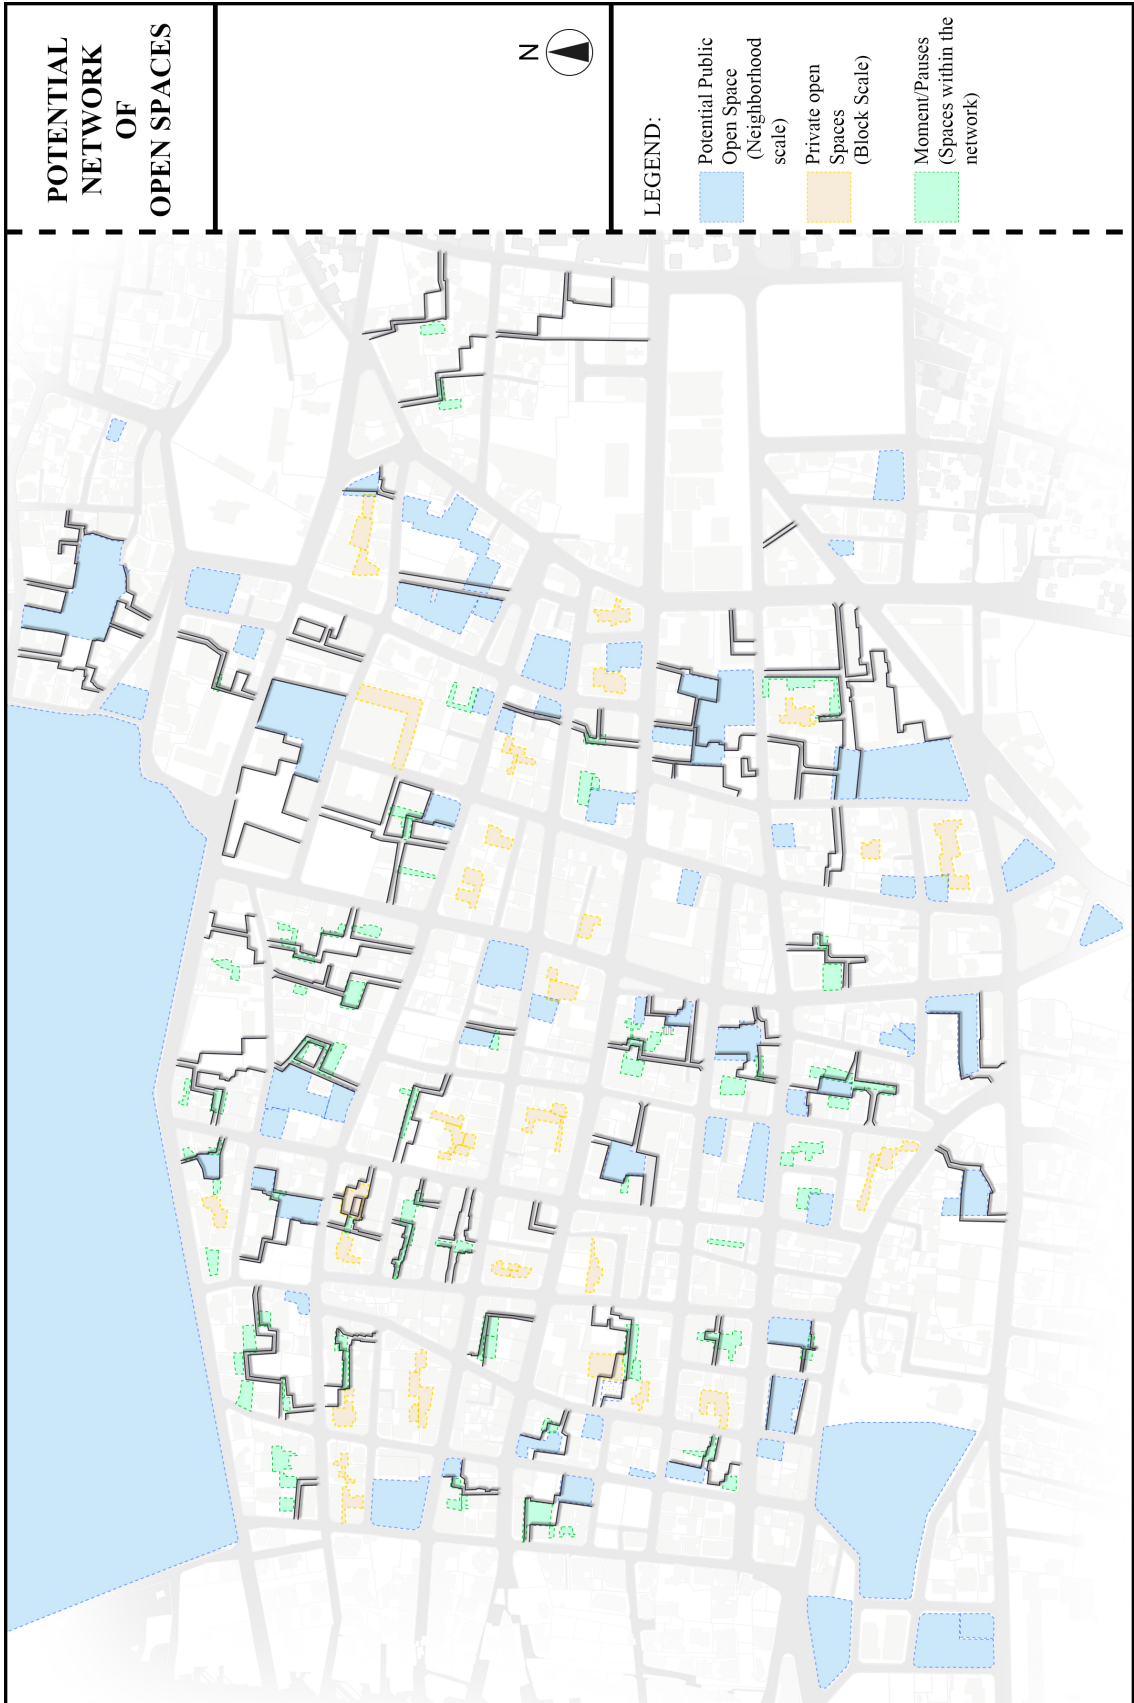 POTENTIAL
NETWORK
OF
OPEN SPACES
N
LEGEND:
Potential Public
Open Space
(Neighborhood
scale)
Private open
Spaces
(Block Scale)
Moment/Pauses
(Spaces within the
network)